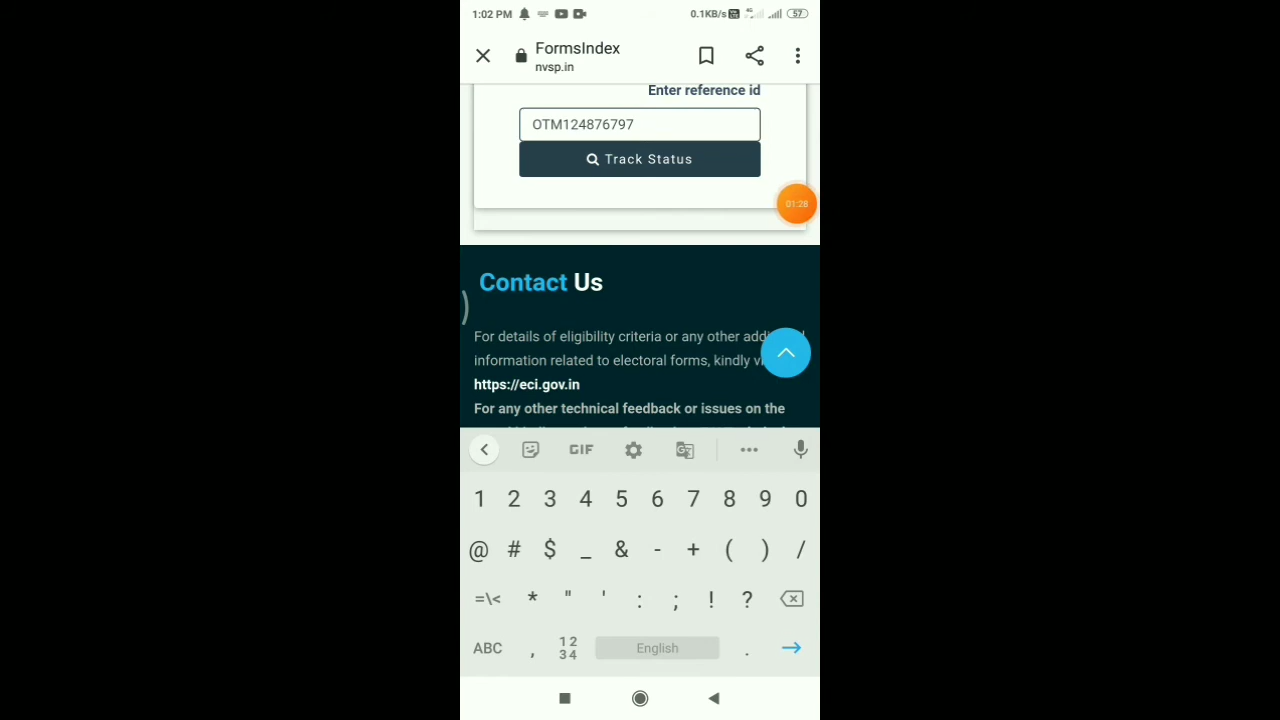 1:02 PM 0.1KB/s 4G 57
FormsIndex
nvsp.in
Enter reference id
OTM124876797
Track Status
01:28
Contact Us
For details of eligibility criteria or any other
information related to electoral forms, kindly
https://eci.gov.in
For any other technical feedback or issues on the
GIF
1 2 3 4 5 6 7 8 9 0
@ # $ _ & - + ( ) /
=\< * " ' : ; ! ?
ABC , 12 34 English .